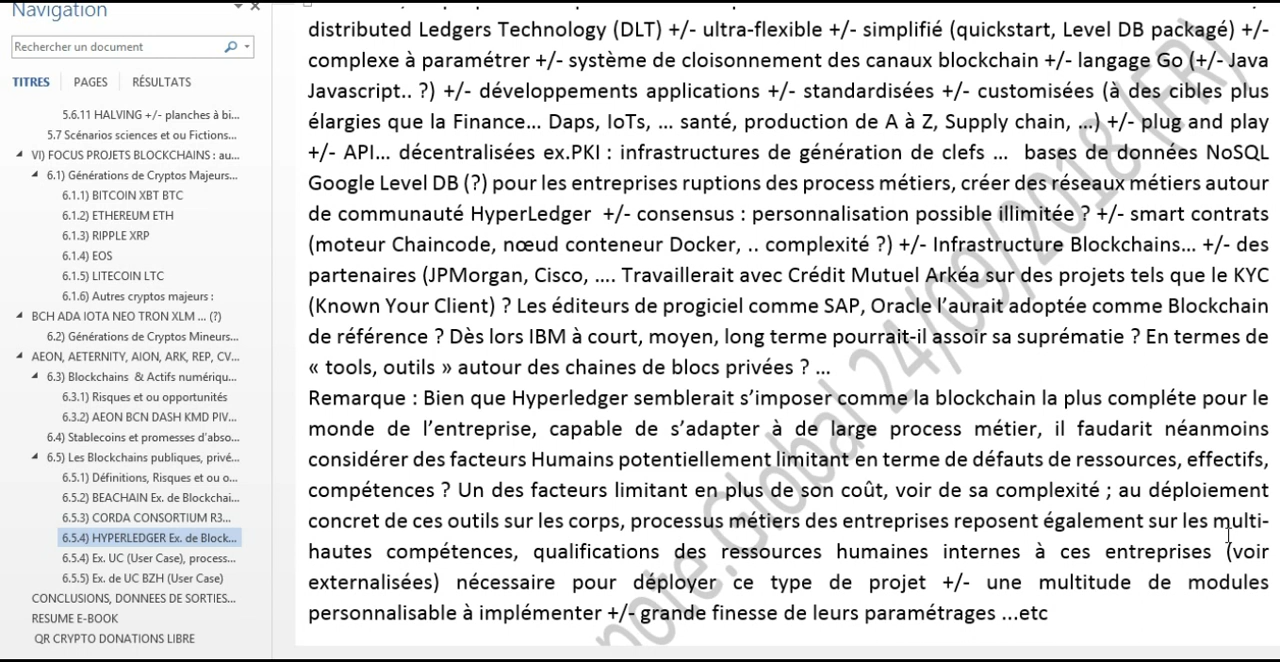 Navigation
Rechercher un document
TITRES PAGES RÉSULTATS
5.6.11 HALVING +/- planches à bi...
5.7 Scénarios sciences et ou Fictions...
VI) FOCUS PROJETS BLOCKCHAINS : au...
6.1) Générations de Cryptos Majeurs...
6.1.1) BITCOIN XBT BTC
6.1.2) ETHEREUM ETH
6.1.3) RIPPLE XRP
6.1.4) EOS
6.1.5) LITECOIN LTC
6.1.6) Autres cryptos majeurs :
BCH ADA IOTA NEO TRON XLM ... (?)
6.2) Générations de Cryptos Mineurs...
AEON, AETERNITY, AION, ARK, REP, CV...
6.3) Blockchains & Actifs numériqu...
6.3.1) Risques et ou opportunités
6.3.2) AEON BCN DASH KMD PIV...
6.4) Stablecoins et promesses d'abso...
6.5) Les Blockchains publiques, privé...
6.5.1) Définitions, Risques et ou o...
6.5.2) BEACHAIN Ex. de Blockchai...
6.5.3) CORDA CONSORTIUM R3...
6.5.4) HYPERLEDGER Ex. de Block...
6.5.4) Ex. UC (User Case), process...
6.5.5) Ex. de UC BZH (User Case)
CONCLUSIONS, DONNEES DE SORTIES...
RESUME E-BOOK
QR CRYPTO DONATIONS LIBRE
distributed Ledgers Technology (DLT) +/- ultra-flexible +/- simplifié (quickstart, Level DB packagé) +/-
complexe à paramétrer +/- système de cloisonnement des canaux blockchain +/- langage Go (+/- Java
Javascript.. ?) +/- développements applications +/- standardisées +/- customisées (à des cibles plus
élargies que la Finance... Daps, IoTs, ... santé, production de A à Z, Supply chain, ...) +/- plug and play
+/- API... décentralisées ex.PKI : infrastructures de génération de clefs ... bases de données NoSQL
Google Level DB (?) pour les entreprises ruptions des process métiers, créer des réseaux métiers autour
de communauté HyperLedger +/- consensus : personnalisation possible illimitée ? +/- smart contrats
(moteur Chaincode, nœud conteneur Docker, .. complexité ?) +/- Infrastructure Blockchains... +/- des
partenaires (JPMorgan, Cisco, .... Travaillerait avec Crédit Mutuel Arkéa sur des projets tels que le KYC
(Known Your Client) ? Les éditeurs de progiciel comme SAP, Oracle l'aurait adoptée comme Blockchain
de référence ? Dès lors IBM à court, moyen, long terme pourrait-il assoir sa suprématie ? En termes de
« tools, outils » autour des chaines de blocs privées ? ...
Remarque : Bien que Hyperledger semblerait s'imposer comme la blockchain la plus compléte pour le
monde de l'entreprise, capable de s'adapter à de large process métier, il faudarit néanmoins
considérer des facteurs Humains potentiellement limitant en terme de défauts de ressources, effectifs,
compétences ? Un des facteurs limitant en plus de son coût, voir de sa complexité ; au déploiement
concret de ces outils sur les corps, processus métiers des entreprises reposent également sur les multi-
hautes compétences, qualifications des ressources humaines internes à ces entreprises (voir
externalisées) nécessaire pour déployer ce type de projet +/- une multitude de modules
personnalisable à implémenter +/- grande finesse de leurs paramétrages ...etc
note.Global 24/09/2018 (FR)